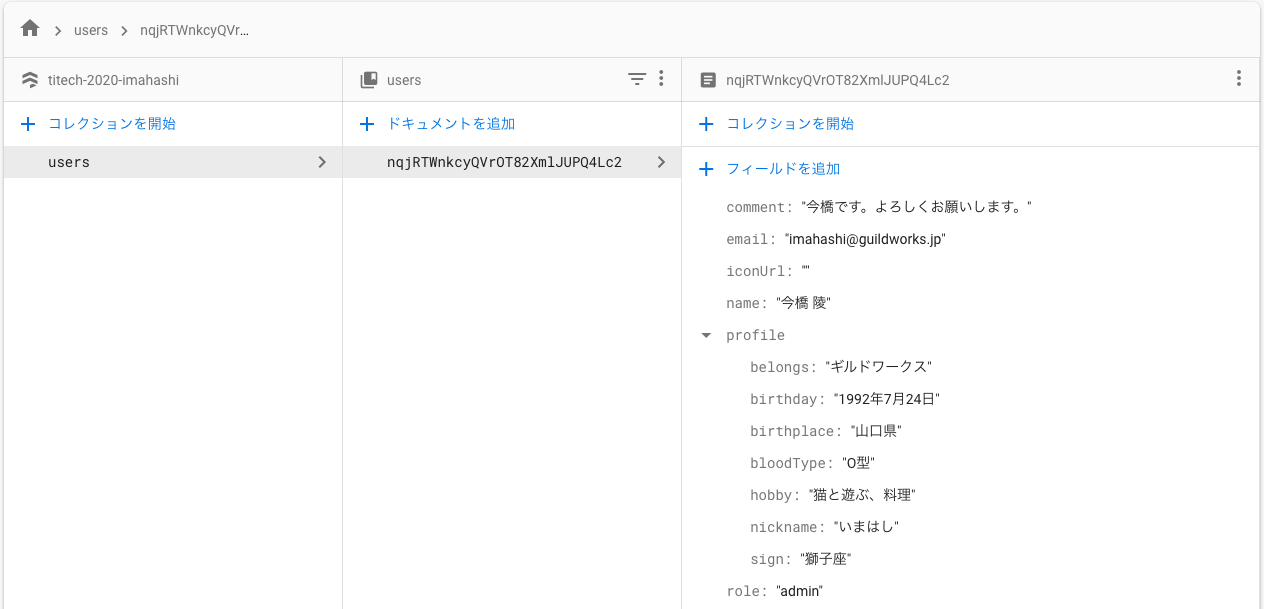 users nqjRTWnkcyQVr…
titech-2020-imahashi
コレクションを開始
users
users
ドキュメントを追加
nqjRTWnkcyQVrOT82XmlJUPQ4Lc2
nqjRTWnkcyQVrOT82XmlJUPQ4Lc2
コレクションを開始
フィールドを追加
comment: "今橋です。よろしくお願いします。"
email: "imahashi@guildworks.jp"
iconUrl: ""
name: "今橋 陵"
profile
belongs: "ギルドワークス"
birthday: "1992年7月24日"
birthplace: "山口県"
bloodType: "O型"
hobby: "猫と遊ぶ、料理"
nickname: "いまはし"
sign: "獅子座"
role: "admin"